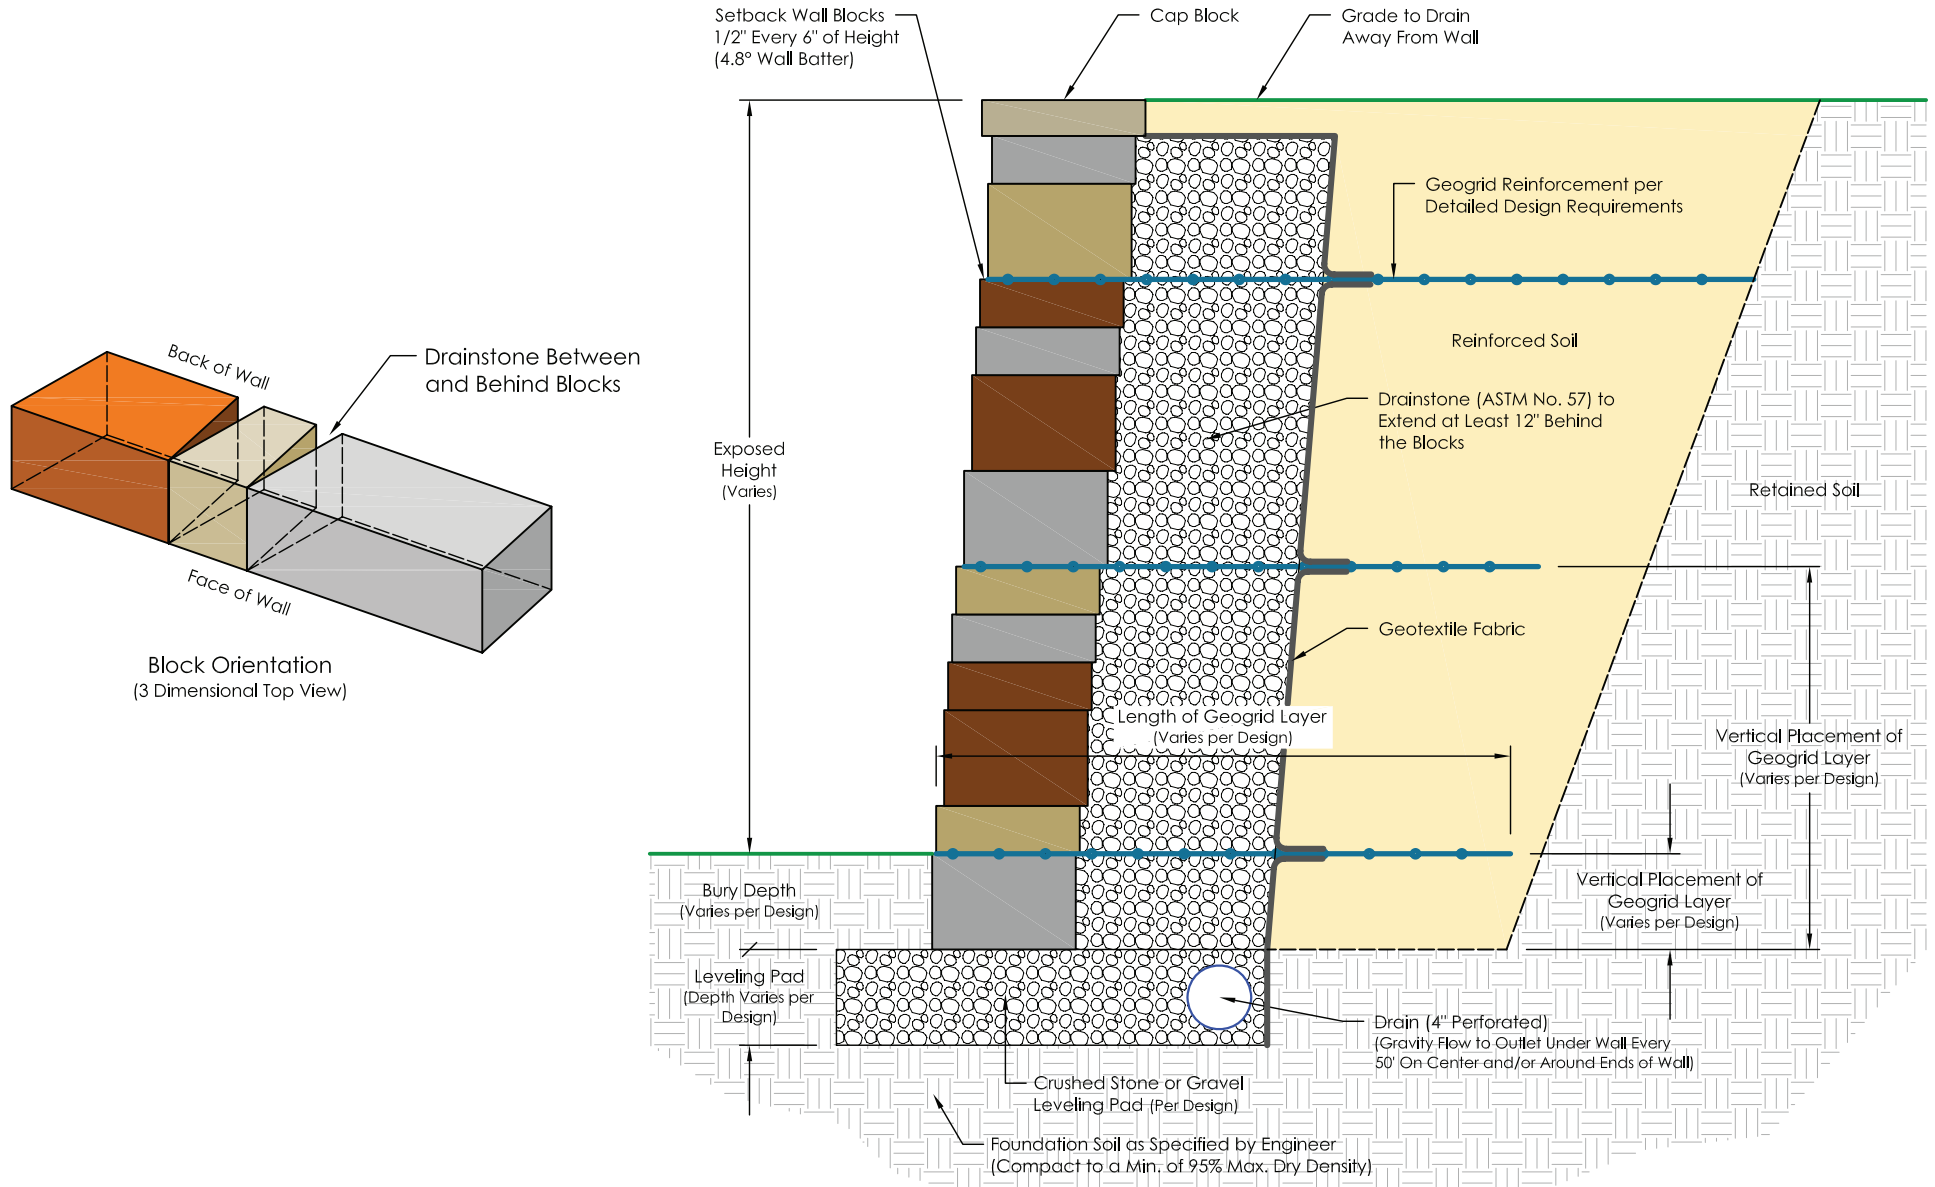 Setback Wall Blocks
1/2" Every 6" of Height
(4.8° Wall Batter)
Cap Block
Grade to Drain
Away From Wall
Geogrid Reinforcement per
Detailed Design Requirements
Back of Wall
Drainstone Between
and Behind Blocks
Face of Wall
Block Orientation
(3 Dimensional Top View)
Exposed
Height
(Varies)
Reinforced Soil
Drainstone (ASTM No. 57) to
Extend at Least 12" Behind
the Blocks
Retained Soil
Geotextile Fabric
Length of Geogrid Layer
(Varies per Design)
Vertical Placement of
Geogrid Layer
(Varies per Design)
Bury Depth
(Varies per Design)
Vertical Placement of
Geogrid Layer
(Varies per Design)
Leveling Pad
(Depth Varies per
Design)
Drain (4" Perforated)
(Gravity Flow to Outlet Under Wall Every
50' On Center and/or Around Ends of Wall)
Crushed Stone or Gravel
Leveling Pad (Per Design)
Foundation Soil as Specified by Engineer
(Compact to a Min. of 95% Max. Dry Density)